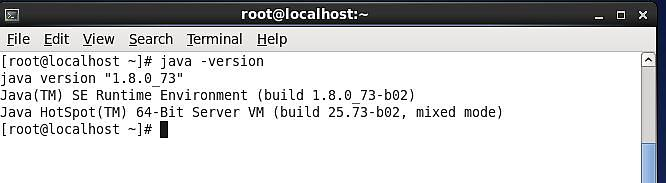 root@localhost:~
File Edit View Search Terminal Help
[root@localhost ~]# java -version
java version "1.8.0_73"
Java(TM) SE Runtime Environment (build 1.8.0_73-b02)
Java HotSpot(TM) 64-Bit Server VM (build 25.73-b02, mixed mode)
[root@localhost ~]#